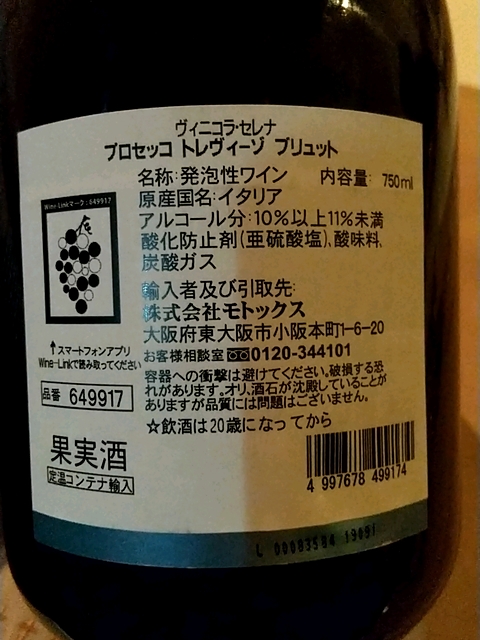 ヴィニコラ・セレナ
プロセッコ トレヴィーゾ ブリュット
名称:発泡性ワイン 内容量: 750ml
原産国名:イタリア
アルコール分:10%以上11%未満
酸化防止剤(亜硫酸塩)、酸味料、
炭酸ガス
輸入者及び引取先:
株式会社モトックス
大阪府東大阪市小阪本町1-6-20
お客様相談室 0120-344101
容器への衝撃は避けてください。破損する恐
れがあります。オリ、酒石が沈殿していることが
ありますが品質には問題はございません。
☆飲酒は20歳になってから
Wine-Linkマーク:649917
↑スマートフォンアプリ
Wine-Linkで読み取ってください
品番 649917
果実酒
定温コンテナ輸入
4 997678 499174
L 00083584 19091